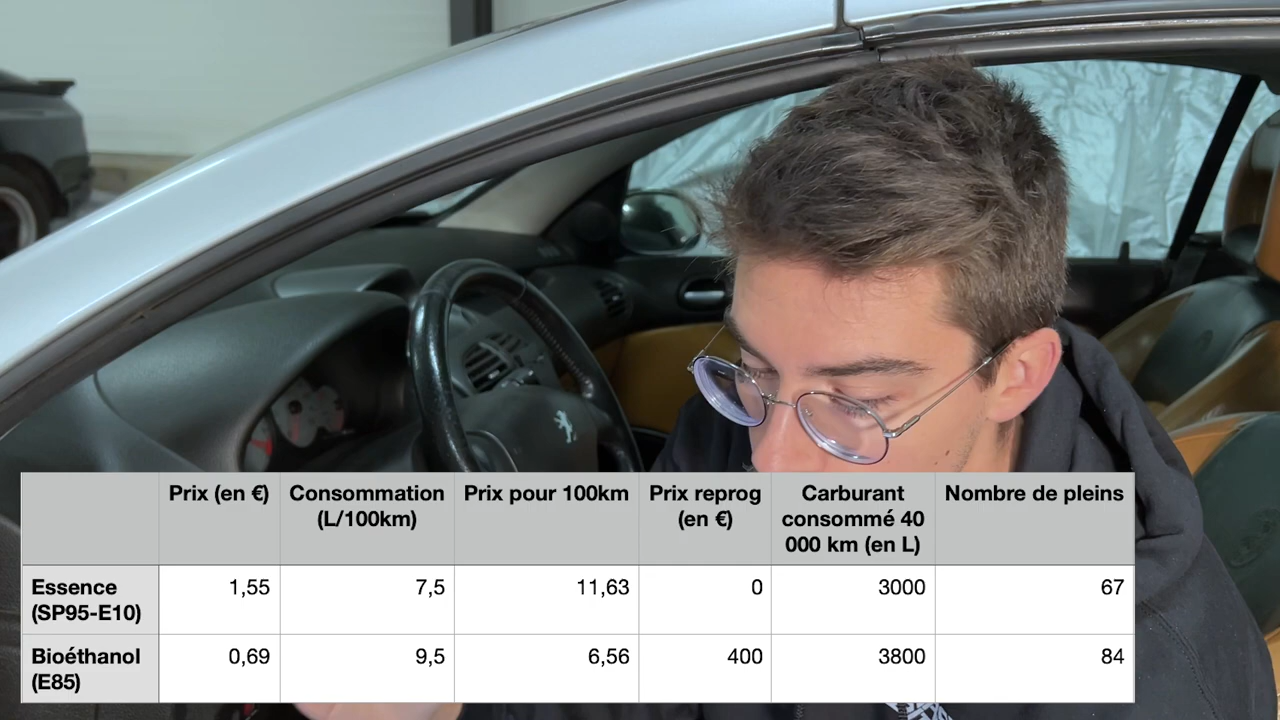 Prix (en €) Consommation (L/100km) Prix pour 100km Prix reprog (en €) Carburant consommé 40 000 km (en L) Nombre de pleins
Essence (SP95-E10) 1,55 7,5 11,63 0 3000 67
Bioéthanol (E85) 0,69 9,5 6,56 400 3800 84